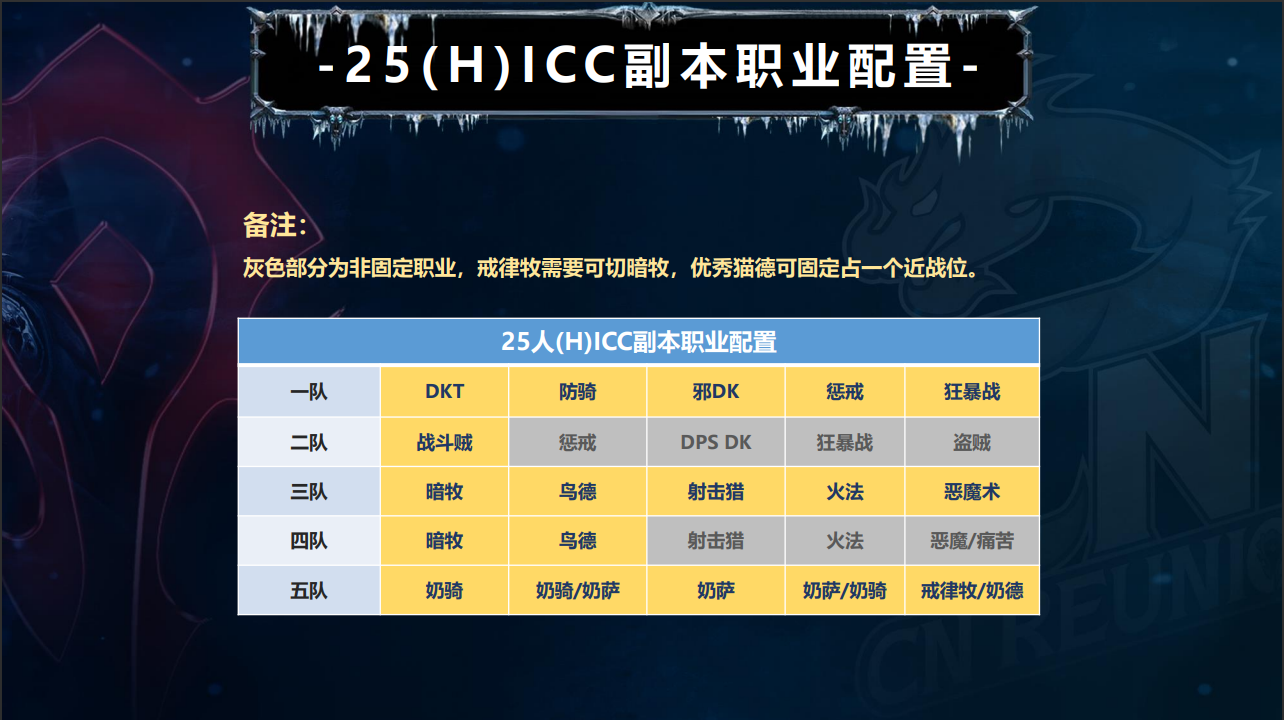 -25(H)ICC副本职业配置-
备注：
灰色部分为非固定职业，戒律牧需要可切暗牧，优秀猫德可固定占一个近战位。
25人(H)ICC副本职业配置
一队 DKT 防骑 邪DK 惩戒 狂暴战
二队 战斗贼 惩戒 DPS DK 狂暴战 盗贼
三队 暗牧 鸟德 射击猎 火法 恶魔术
四队 暗牧 鸟德 射击猎 火法 恶魔/痛苦
五队 奶骑 奶骑/奶萨 奶萨 奶萨/奶骑 戒律牧/奶德
CN REUNION